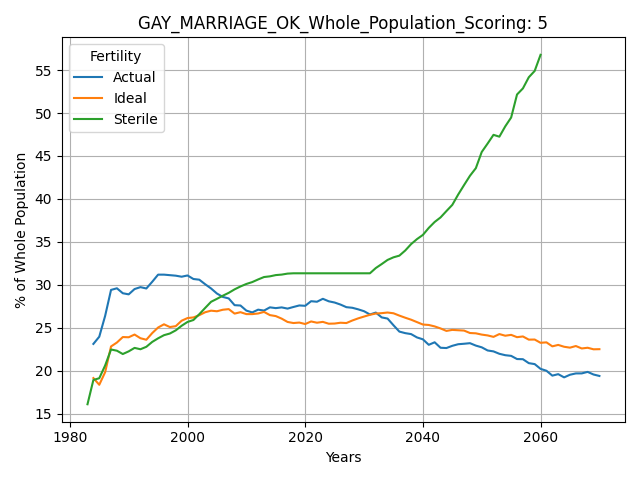 GAY_MARRIAGE_OK_Whole_Population_Scoring: 5
Fertility
Actual
Ideal
Sterile
% of Whole Population
55
50
45
40
35
30
25
20
15
1980
2000
2020
2040
2060
Years